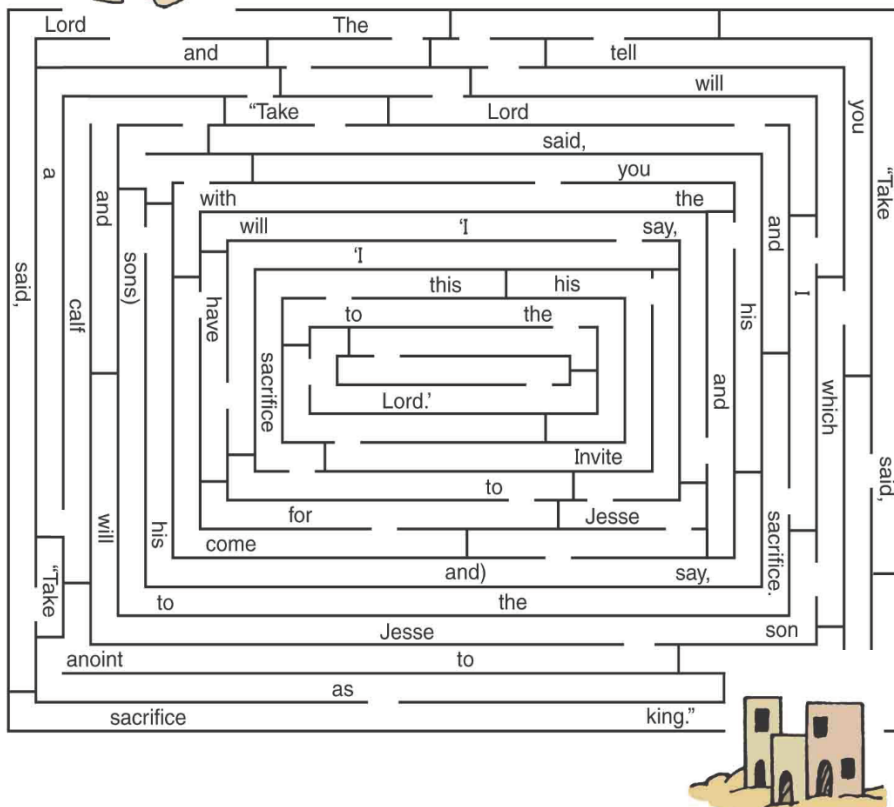 Lord The
and tell
will
"Take Lord
said,
you
with the
will 'I say,
'I
this his
to the
Lord.'
Invite
to
for Jesse
come
and) say,
to the
Jesse son
anoint to
as
sacrifice king."
said,
a
"Take
calf
and
will
sons)
his
have
sacrifice
and
his
and
sacrifice.
I
which
you
"Take
said,